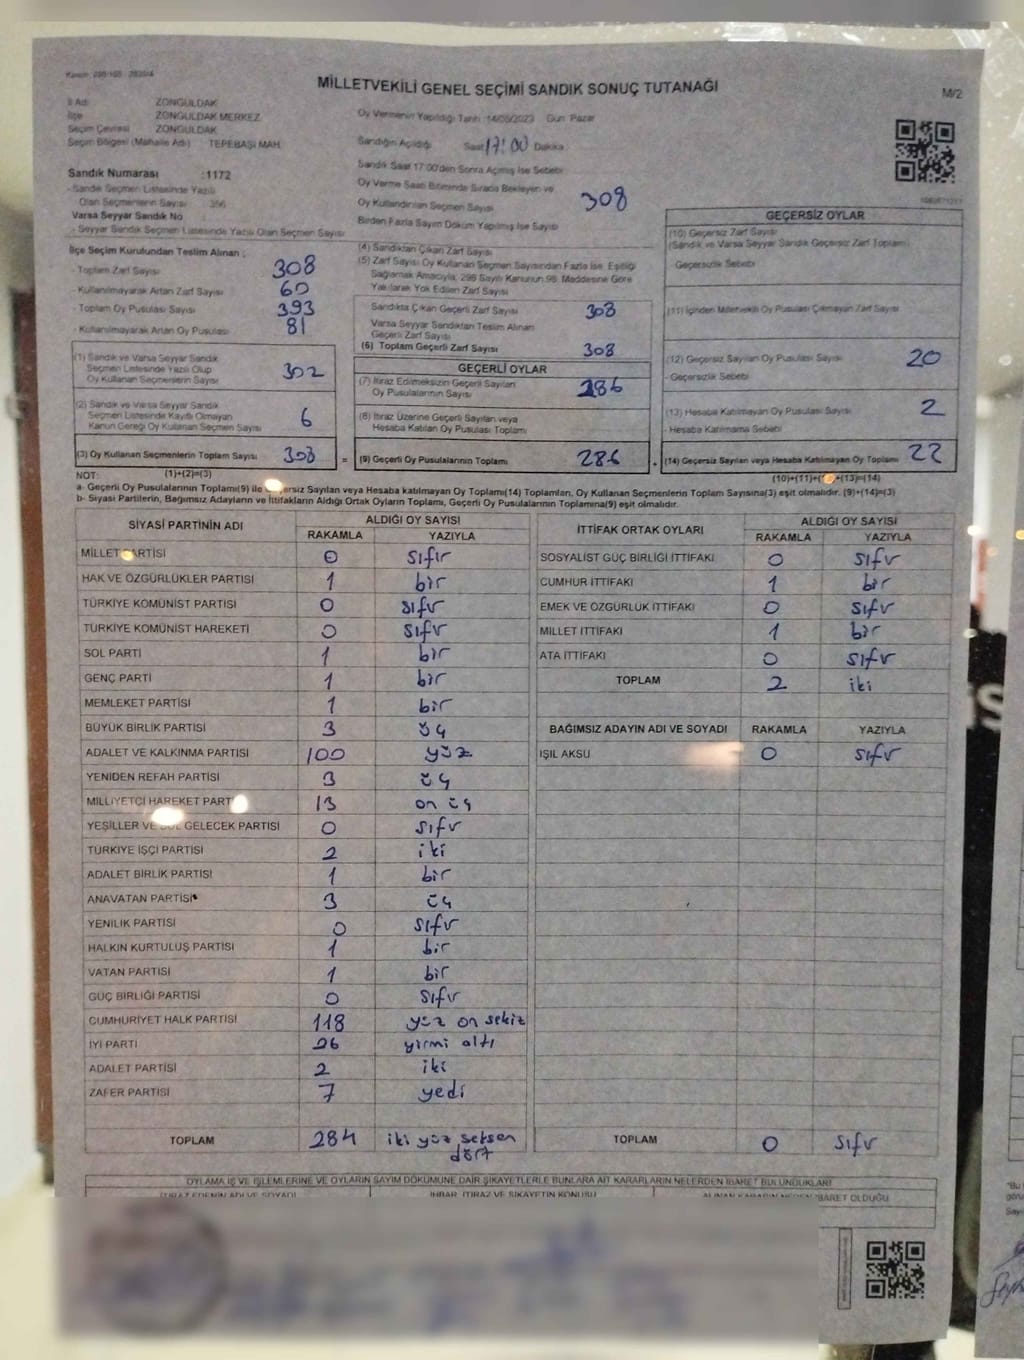 MİLLETVEKİLİ GENEL SEÇİMİ SANDIK SONUÇ TUTANAĞI
M/2
İl Adı ZONGULDAK
İlçe ZONGULDAK MERKEZ
Seçim Çevresi ZONGULDAK
Seçim Bölgesi (Mahalle Adı) TEPEBAŞI MAH.
Oy Vermenin Yapıldığı Tarih :14/05/2023 Gün: Pazar
Sandığın Açıldığı Saat 17:00 Dakika
Sandık Saat 17:00'den Sonra Açılmış İse Sebebi
Oy Verme Saati Bitiminde Sırada Bekleyen ve
Oy Kullandırılan Seçmen Sayısı 308
Birden Fazla Sayım Döküm Yapılmış İse Sayısı
Sandık Numarası :1172
- Sandık Seçmen Listesinde Yazılı
Olan Seçmenlerin Sayısı 356
Varsa Seyyar Sandık No
- Seyyar Sandık Seçmen Listesinde Yazılı Olan Seçmen Sayısı
İlçe Seçim Kurulundan Teslim Alınan ;
- Toplam Zarf Sayısı 308
- Kullanılmayarak Artan Zarf Sayısı 60
- Toplam Oy Pusulası Sayısı 393
- Kullanılmayarak Artan Oy Pusulası 81
(1) Sandık ve Varsa Seyyar Sandık
Seçmen Listesinde Yazılı Olup
Oy Kullanan Seçmenlerin Sayısı 302
(2) Sandık ve Varsa Seyyar Sandık
Seçmen Listesinde Kayıtlı Olmayan
Kanun Gereği Oy Kullanan Seçmen Sayısı 6
(3) Oy Kullanan Seçmenlerin Toplam Sayısı 308
(1)+(2)=(3)
(4) Sandıktan Çıkan Zarf Sayısı
(5) Zarf Sayısı Oy Kullanan Seçmen Sayısından Fazla İse, Eşitliği
Sağlamak Amacıyla, 298 Sayılı Kanunun 98. Maddesine Göre
Yakılarak Yok Edilen Zarf Sayısı
Sandıkta Çıkan Geçerli Zarf Sayısı 308
Varsa Seyyar Sandıktan Teslim Alınan
Geçerli Zarf Sayısı
(6) Toplam Geçerli Zarf Sayısı 308
GEÇERLİ OYLAR
(7) İtiraz Edilmeksizin Geçerli Sayılan
Oy Pusulalarının Sayısı 286
(8) İtiraz Üzerine Geçerli Sayılan veya
Hesaba Katılan Oy Pusulası Toplamı
= (9) Geçerli Oy Pusulalarının Toplamı 286
GEÇERSİZ OYLAR
(10) Geçersiz Zarf Sayısı
(Sandık ve Varsa Seyyar Sandık Geçersiz Zarf Toplamı)
Geçersizlik Sebebi
(11) İçinden Milletvekili Oy Pusulası Çıkmayan Zarf Sayısı
(12) Geçersiz Sayılan Oy Pusulası Sayısı 20
- Geçersizlik Sebebi
(13) Hesaba Katılmayan Oy Pusulası Sayısı 2
- Hesaba Katılmama Sebebi
+ (14) Geçersiz Sayılan veya Hesaba Katılmayan Oy Toplamı 22
NOT:
a- Geçerli Oy Pusulalarının Toplamı(9) ile Geçersiz Sayılan veya Hesaba katılmayan Oy Toplamı(14) Toplamları, Oy Kullanan Seçmenlerin Toplam Sayısına(3) eşit olmalıdır. (9)+(14)=(3)
b- Siyasi Partilerin, Bağımsız Adayların ve İttifakların Aldığı Ortak Oyların Toplamı, Geçerli Oy Pusulalarının Toplamına(9) eşit olmalıdır.
SİYASİ PARTİNİN ADI ALDIĞI OY SAYISI
RAKAMLA YAZIYLA
MİLLET PARTİSİ 0 sıfır
HAK VE ÖZGÜRLÜKLER PARTİSİ 1 bir
TÜRKİYE KOMÜNİST PARTİSİ 0 sıfır
TÜRKİYE KOMÜNİST HAREKETİ 0 sıfır
SOL PARTİ 1 bir
GENÇ PARTİ 1 bir
MEMLEKET PARTİSİ 1 bir
BÜYÜK BİRLİK PARTİSİ 3 üç
ADALET VE KALKINMA PARTİSİ 100 yüz
YENİDEN REFAH PARTİSİ 3 üç
MİLLİYETÇİ HAREKET PARTİ 13 on üç
YEŞİLLER VE SOL GELECEK PARTİSİ 0 sıfır
TÜRKİYE İŞÇİ PARTİSİ 2 iki
ADALET BİRLİK PARTİSİ 1 bir
ANAVATAN PARTİSİ 3 üç
YENİLİK PARTİSİ 0 sıfır
HALKIN KURTULUŞ PARTİSİ 1 bir
VATAN PARTİSİ 1 bir
GÜÇ BİRLİĞİ PARTİSİ 0 sıfır
CUMHURİYET HALK PARTİSİ 118 yüz on sekiz
İYİ PARTİ 26 yirmi altı
ADALET PARTİSİ 2 iki
ZAFER PARTİSİ 7 yedi
TOPLAM 284 iki yüz seksen
dört
İTTİFAK ORTAK OYLARI ALDIĞI OY SAYISI
RAKAMLA YAZIYLA
SOSYALİST GÜÇ BİRLİĞİ İTTİFAKI 0 sıfır
CUMHUR İTTİFAKI 1 bir
EMEK VE ÖZGÜRLÜK İTTİFAKI 0 sıfır
MİLLET İTTİFAKI 1 bir
ATA İTTİFAKI 0 sıfır
TOPLAM 2 iki
BAĞIMSIZ ADAYIN ADI VE SOYADI RAKAMLA YAZIYLA
IŞIL AKSU 0 sıfır
TOPLAM 0 sıfır
OYLAMA İŞ VE İŞLEMLERİNE VE OYLARIN SAYIM DÖKÜMÜNE DAİR ŞİKAYETLERLE BUNLARA AİT KARARLARIN NELERDEN İBARET BULUNDUKLARI
İTİRAZ EDENİN ADI VE SOYADI İHBAR, İTİRAZ VE ŞİKAYETİN KONUSU